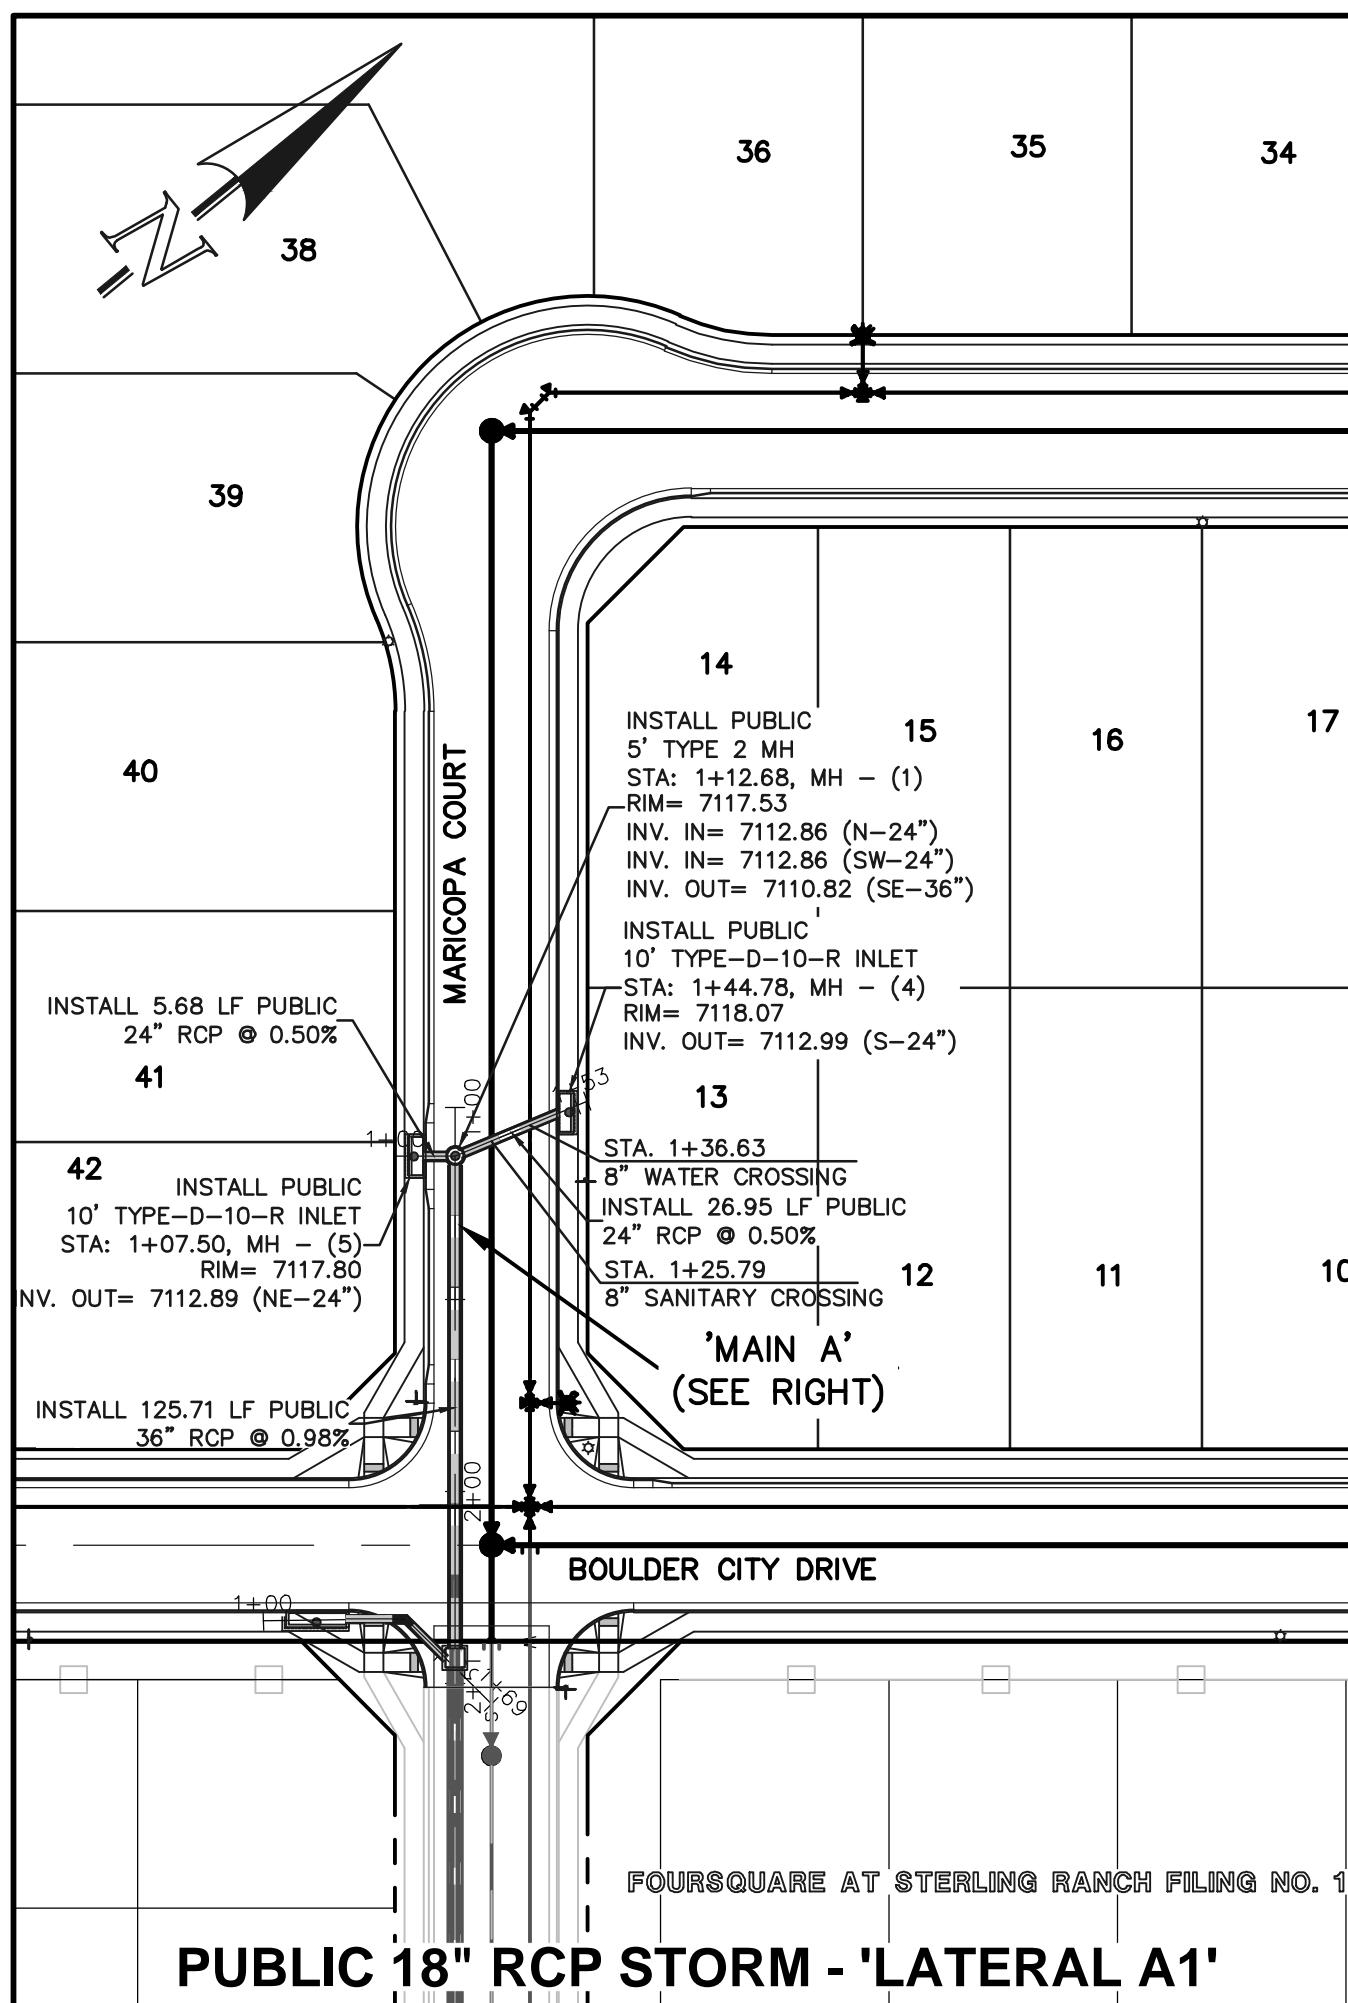 36
35
34
N
38
39
14
15
16
17
40
MARICOPA COURT
INSTALL PUBLIC
5' TYPE 2 MH
STA: 1+12.68, MH - (1)
RIM= 7117.53
INV. IN= 7112.86 (N-24")
INV. IN= 7112.86 (SW-24")
INV. OUT= 7110.82 (SE-36")
INSTALL PUBLIC
10' TYPE-D-10-R INLET
STA: 1+44.78, MH - (4)
RIM= 7118.07
INV. OUT= 7112.99 (S-24")
INSTALL 5.68 LF PUBLIC
24" RCP @ 0.50%
41
13
1+00
1+00
STA. 1+36.63
8" WATER CROSSING
42
INSTALL PUBLIC
10' TYPE-D-10-R INLET
STA: 1+07.50, MH - (5)
RIM= 7117.80
INV. OUT= 7112.89 (NE-24")
INSTALL 26.95 LF PUBLIC
24" RCP @ 0.50%
STA. 1+25.79
8" SANITARY CROSSING
12
11
10
'MAIN A'
(SEE RIGHT)
INSTALL 125.71 LF PUBLIC
36" RCP @ 0.98%
2+00
BOULDER CITY DRIVE
1+00
FOURSQUARE AT STERLING RANCH FILING NO. 1
PUBLIC 18" RCP STORM - 'LATERAL A1'